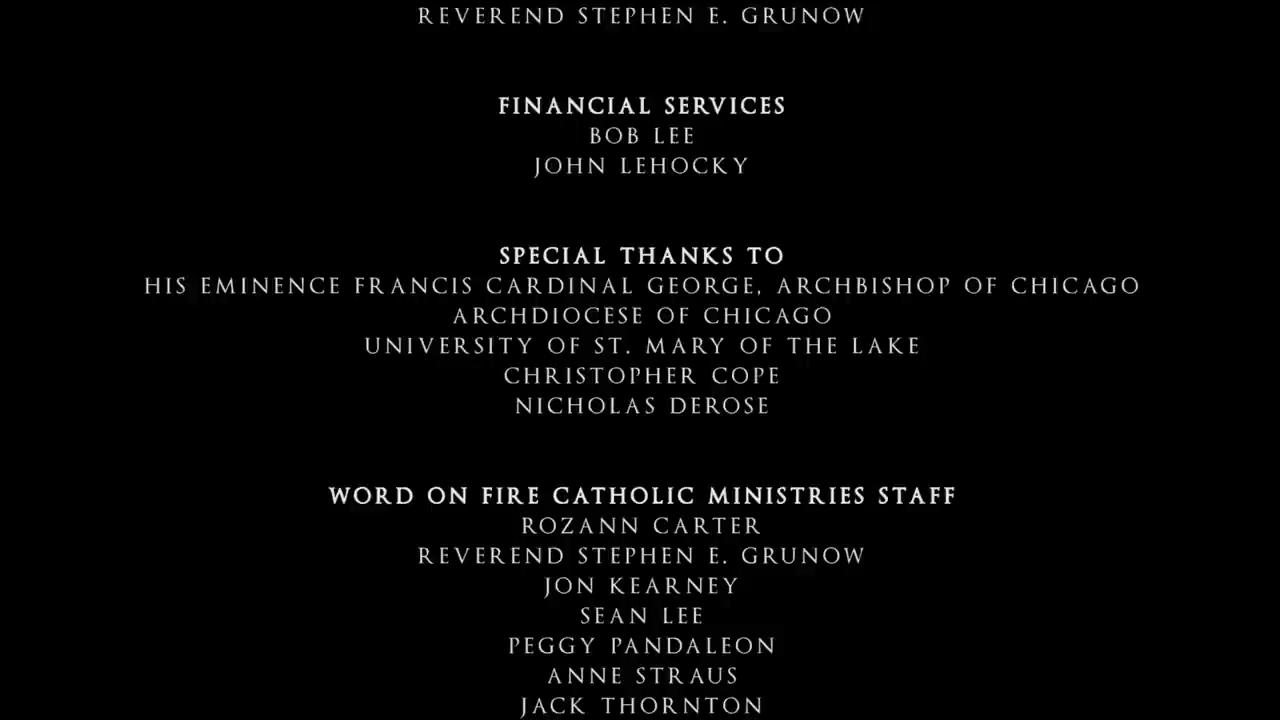 REVEREND STEPHEN E. GRUNOW
FINANCIAL SERVICES
BOB LEE
JOHN LEHOCKY
SPECIAL THANKS TO
HIS EMINENCE FRANCIS CARDINAL GEORGE, ARCHBISHOP OF CHICAGO
ARCHDIOCESE OF CHICAGO
UNIVERSITY OF ST. MARY OF THE LAKE
CHRISTOPHER COPE
NICHOLAS DEROSE
WORD ON FIRE CATHOLIC MINISTRIES STAFF
ROZANN CARTER
REVEREND STEPHEN E. GRUNOW
JON KEARNEY
SEAN LEE
PEGGY PANDALEON
ANNE STRAUS
JACK THORNTON